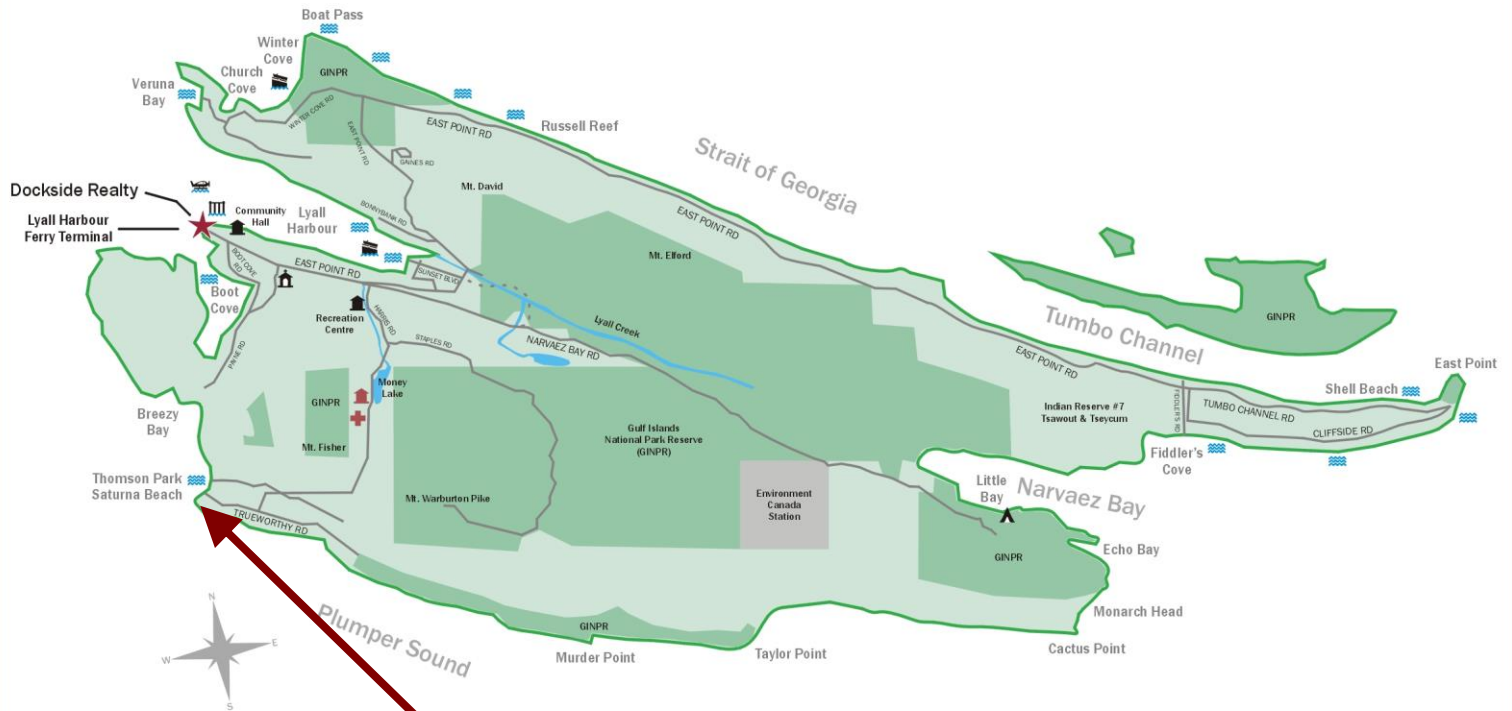 Boat Pass
Winter
Cove
Church
Cove
Veruna
Bay
GINPR
WINTER COVE RD
EAST POINT RD
EAST POINT RD
GAINES RD
Russell Reef
Strait of Georgia
Mt. David
BONNYBANK RD
Dockside Realty
Lyall Harbour
Ferry Terminal
Community
Hall
Lyall
Harbour
EAST POINT RD
Mt. Elford
BOOT COVE
RD
EAST POINT RD
SUNSET BLVD
Boot
Cove
Recreation
Centre
HARRIS RD
STAPLES RD
NARVAEZ BAY RD
Lyall Creek
PAYNE RD
Tumbo Channel
GINPR
EAST POINT RD
East Point
Shell Beach
Money
Lake
Breezy
Bay
GINPR
Mt. Fisher
Gulf Islands
National Park Reserve
(GINPR)
Indian Reserve #7
Tsawout & Tseycum
FIDDLERS RD
TUMBO CHANNEL RD
CLIFFSIDE RD
Fiddler's
Cove
Thomson Park
Saturna Beach
Mt. Warburton Pike
Environment
Canada
Station
Little
Bay
Narvaez Bay
TRUEWORTHY RD
GINPR
Echo Bay
Monarch Head
Cactus Point
N
W
E
S
Plumper Sound
GINPR
Murder Point
Taylor Point